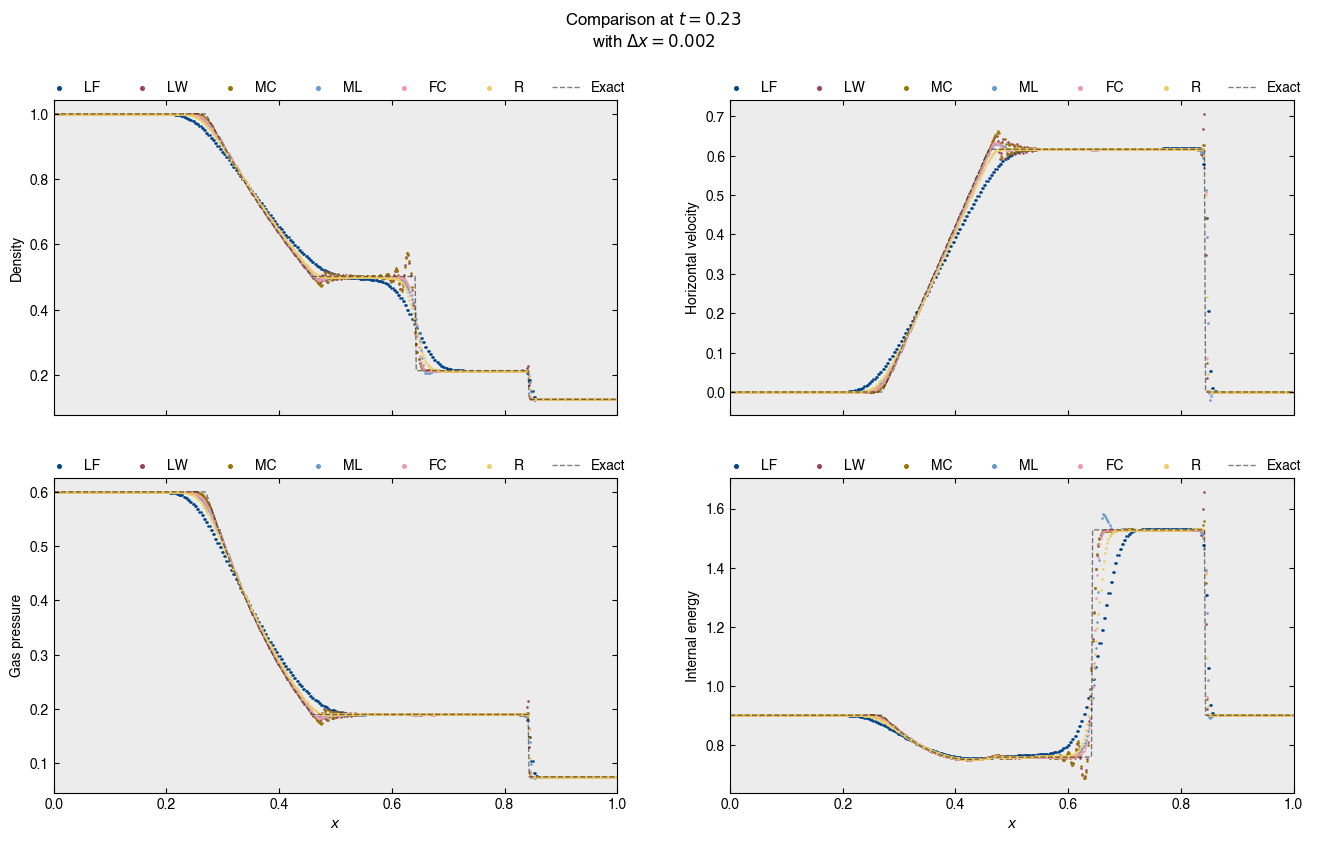 Comparison at t = 0.23
with Δx = 0.002
LF LW MC ML FC R Exact
LF LW MC ML FC R Exact
Density
1.0
0.8
0.6
0.4
0.2
Horizontal velocity
0.7
0.6
0.5
0.4
0.3
0.2
0.1
0.0
LF LW MC ML FC R Exact
LF LW MC ML FC R Exact
Gas pressure
0.6
0.5
0.4
0.3
0.2
0.1
0.0 0.2 0.4 0.6 0.8 1.0
x
Internal energy
1.6
1.4
1.2
1.0
0.8
0.0 0.2 0.4 0.6 0.8 1.0
x